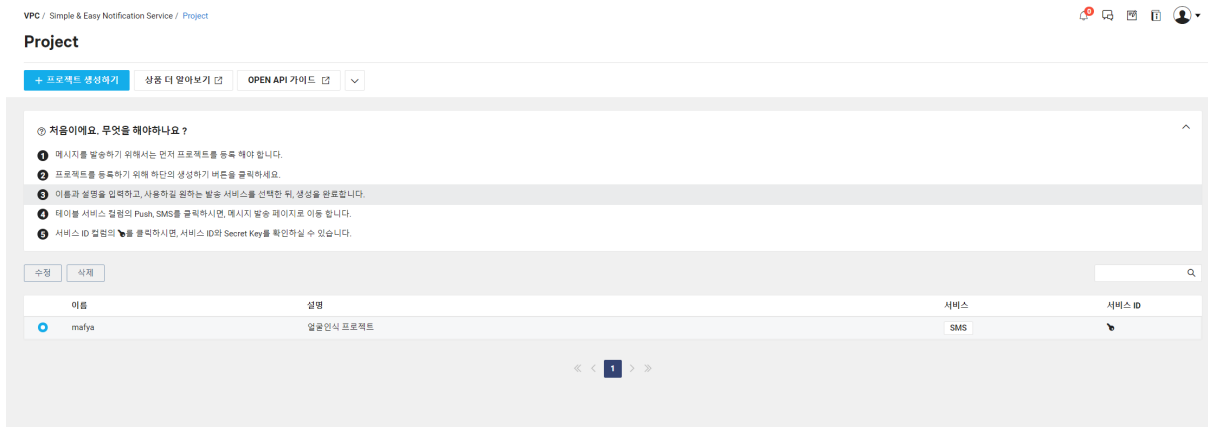 VPC / Simple & Easy Notification Service / Project
0
Project
+ 프로젝트 생성하기
상품 더 알아보기
OPEN API 가이드
처음이에요. 무엇을 해야하나요 ?
1 메시지를 발송하기 위해서는 먼저 프로젝트를 등록 해야 합니다.
2 프로젝트를 등록하기 위해 하단의 생성하기 버튼을 클릭하세요.
3 이름과 설명을 입력하고, 사용하길 원하는 발송 서비스를 선택한 뒤, 생성을 완료합니다.
4 테이블 서비스 컬럼의 Push, SMS를 클릭하시면, 메시지 발송 페이지로 이동 합니다.
5 서비스 ID 컬럼의 를 클릭하시면, 서비스 ID와 Secret Key를 확인하실 수 있습니다.
수정 삭제
이름 설명 서비스 서비스 ID
mafya 얼굴인식 프로젝트 SMS
1